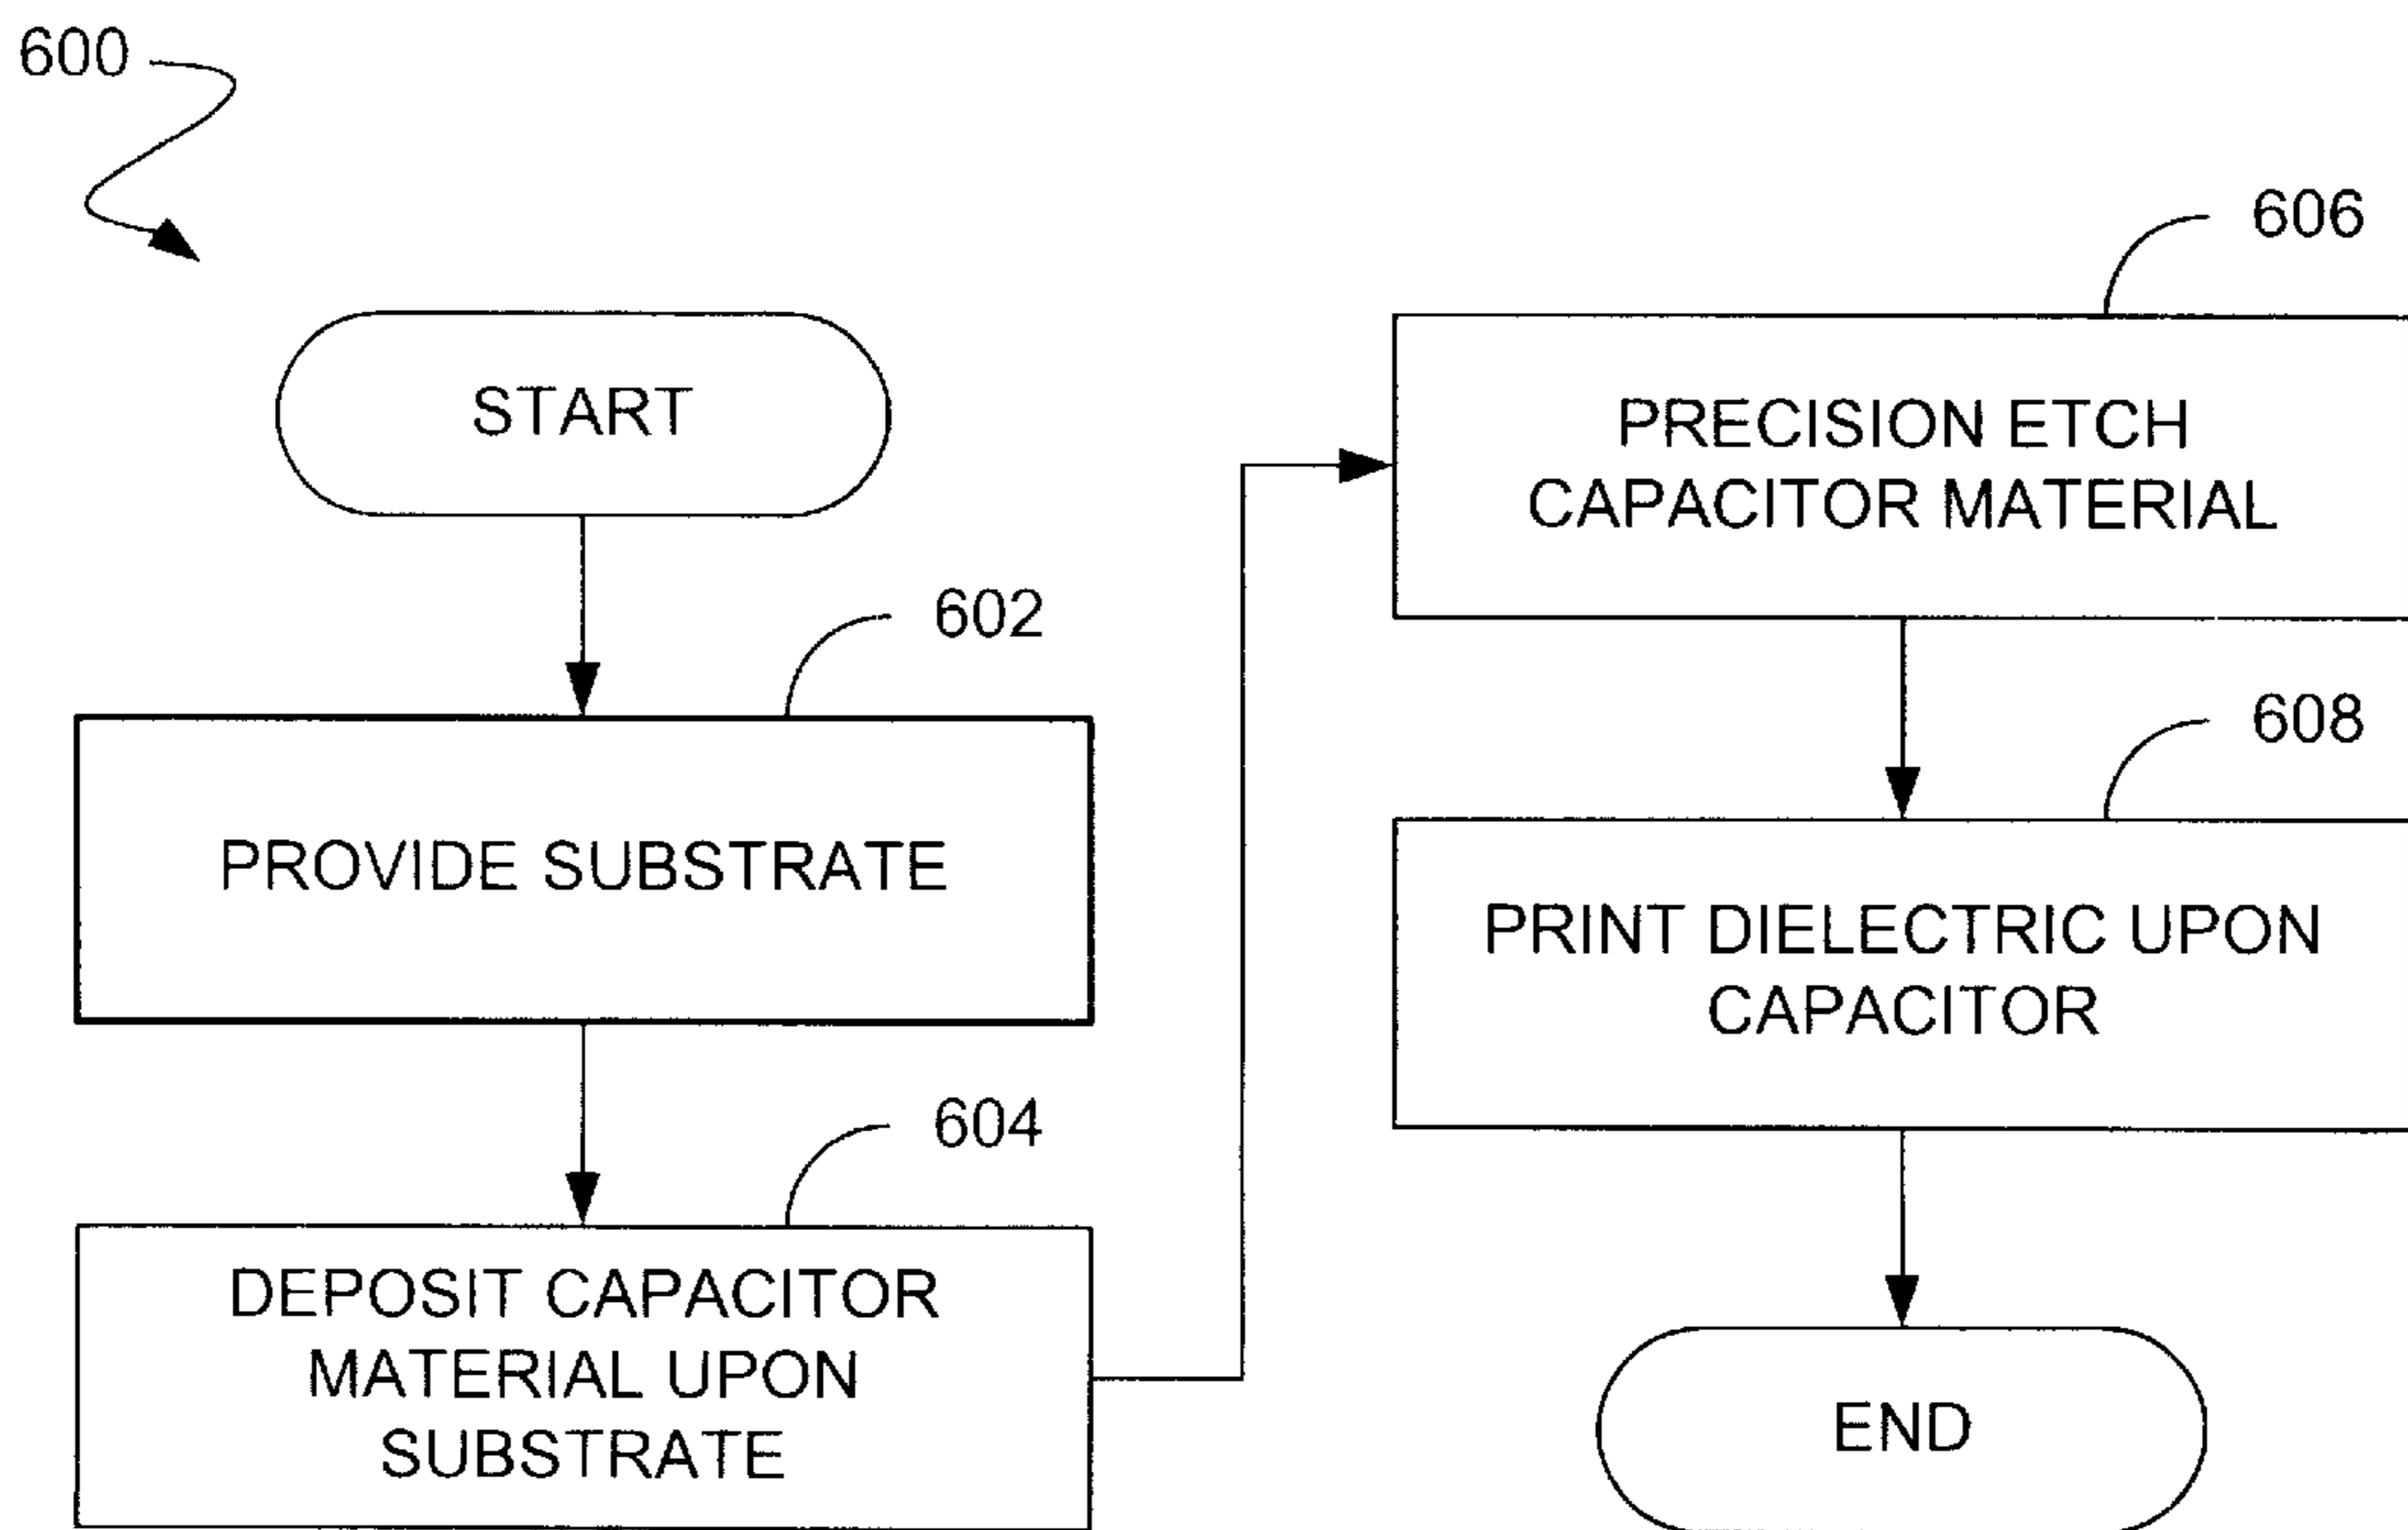 600
START
602
PROVIDE SUBSTRATE
604
DEPOSIT CAPACITOR
MATERIAL UPON
SUBSTRATE
606
PRECISION ETCH
CAPACITOR MATERIAL
608
PRINT DIELECTRIC UPON
CAPACITOR
END